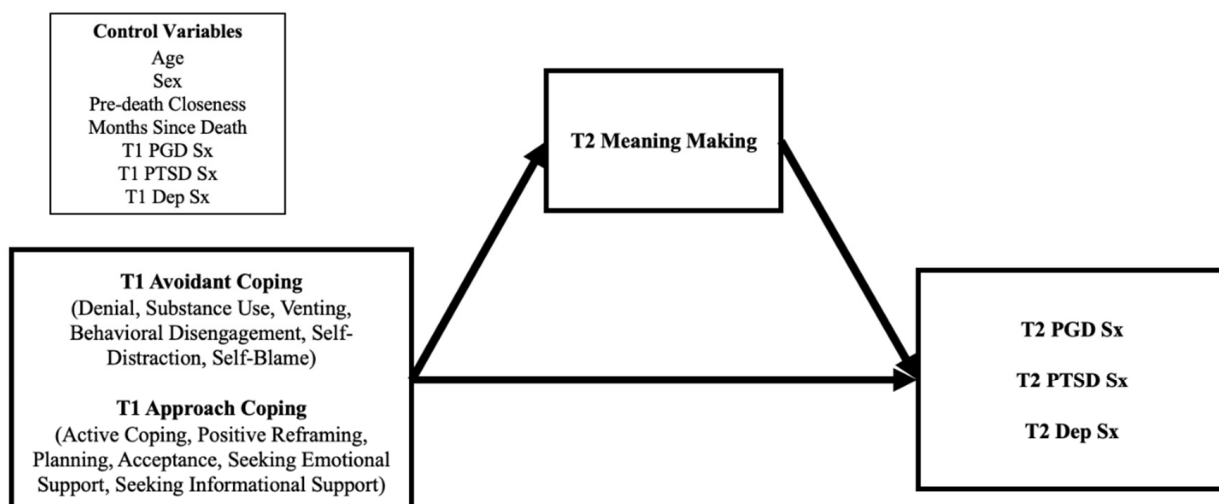 Control Variables
Age
Sex
Pre-death Closeness
Months Since Death
T1 PGD Sx
T1 PTSD Sx
T1 Dep Sx
T2 Meaning Making
T1 Avoidant Coping
(Denial, Substance Use, Venting,
Behavioral Disengagement, Self-
Distraction, Self-Blame)
T1 Approach Coping
(Active Coping, Positive Reframing,
Planning, Acceptance, Seeking Emotional
Support, Seeking Informational Support)
T2 PGD Sx
T2 PTSD Sx
T2 Dep Sx